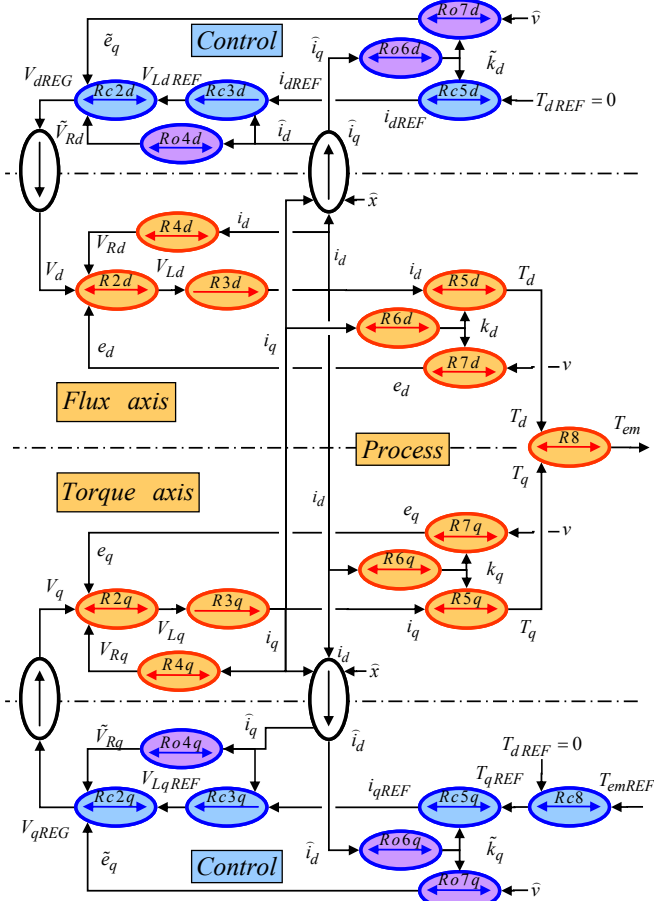 Ro7d
v̂
ẽq
Control
îq
Ro6d
k̃d
VdREG
VLdREF
idREF
Rc2d
Rc3d
Rc5d
TdREF = 0
idREF
ṼRd
Ro4d
îd
îq
x̂
R4d
id
VRd
id
Vd
VLd
id
Td
R2d
R3d
R5d
R6d
kd
iq
ed
R7d
−v
ed
Flux axis
Td
R8
Tem
Process
Tq
Torque axis
id
eq
R7q
−v
eq
R6q
kq
Vq
R2q
R3q
R5q
VLq
iq
iq
Tq
VRq
R4q
id
x̂
îq
îd
ṼRq
Ro4q
TdREF = 0
VLqREF
iqREF
TqREF
TemREF
Rc2q
Rc3q
Rc5q
Rc8
VqREG
Ro6q
k̃q
îd
ẽq
Control
Ro7q
v̂